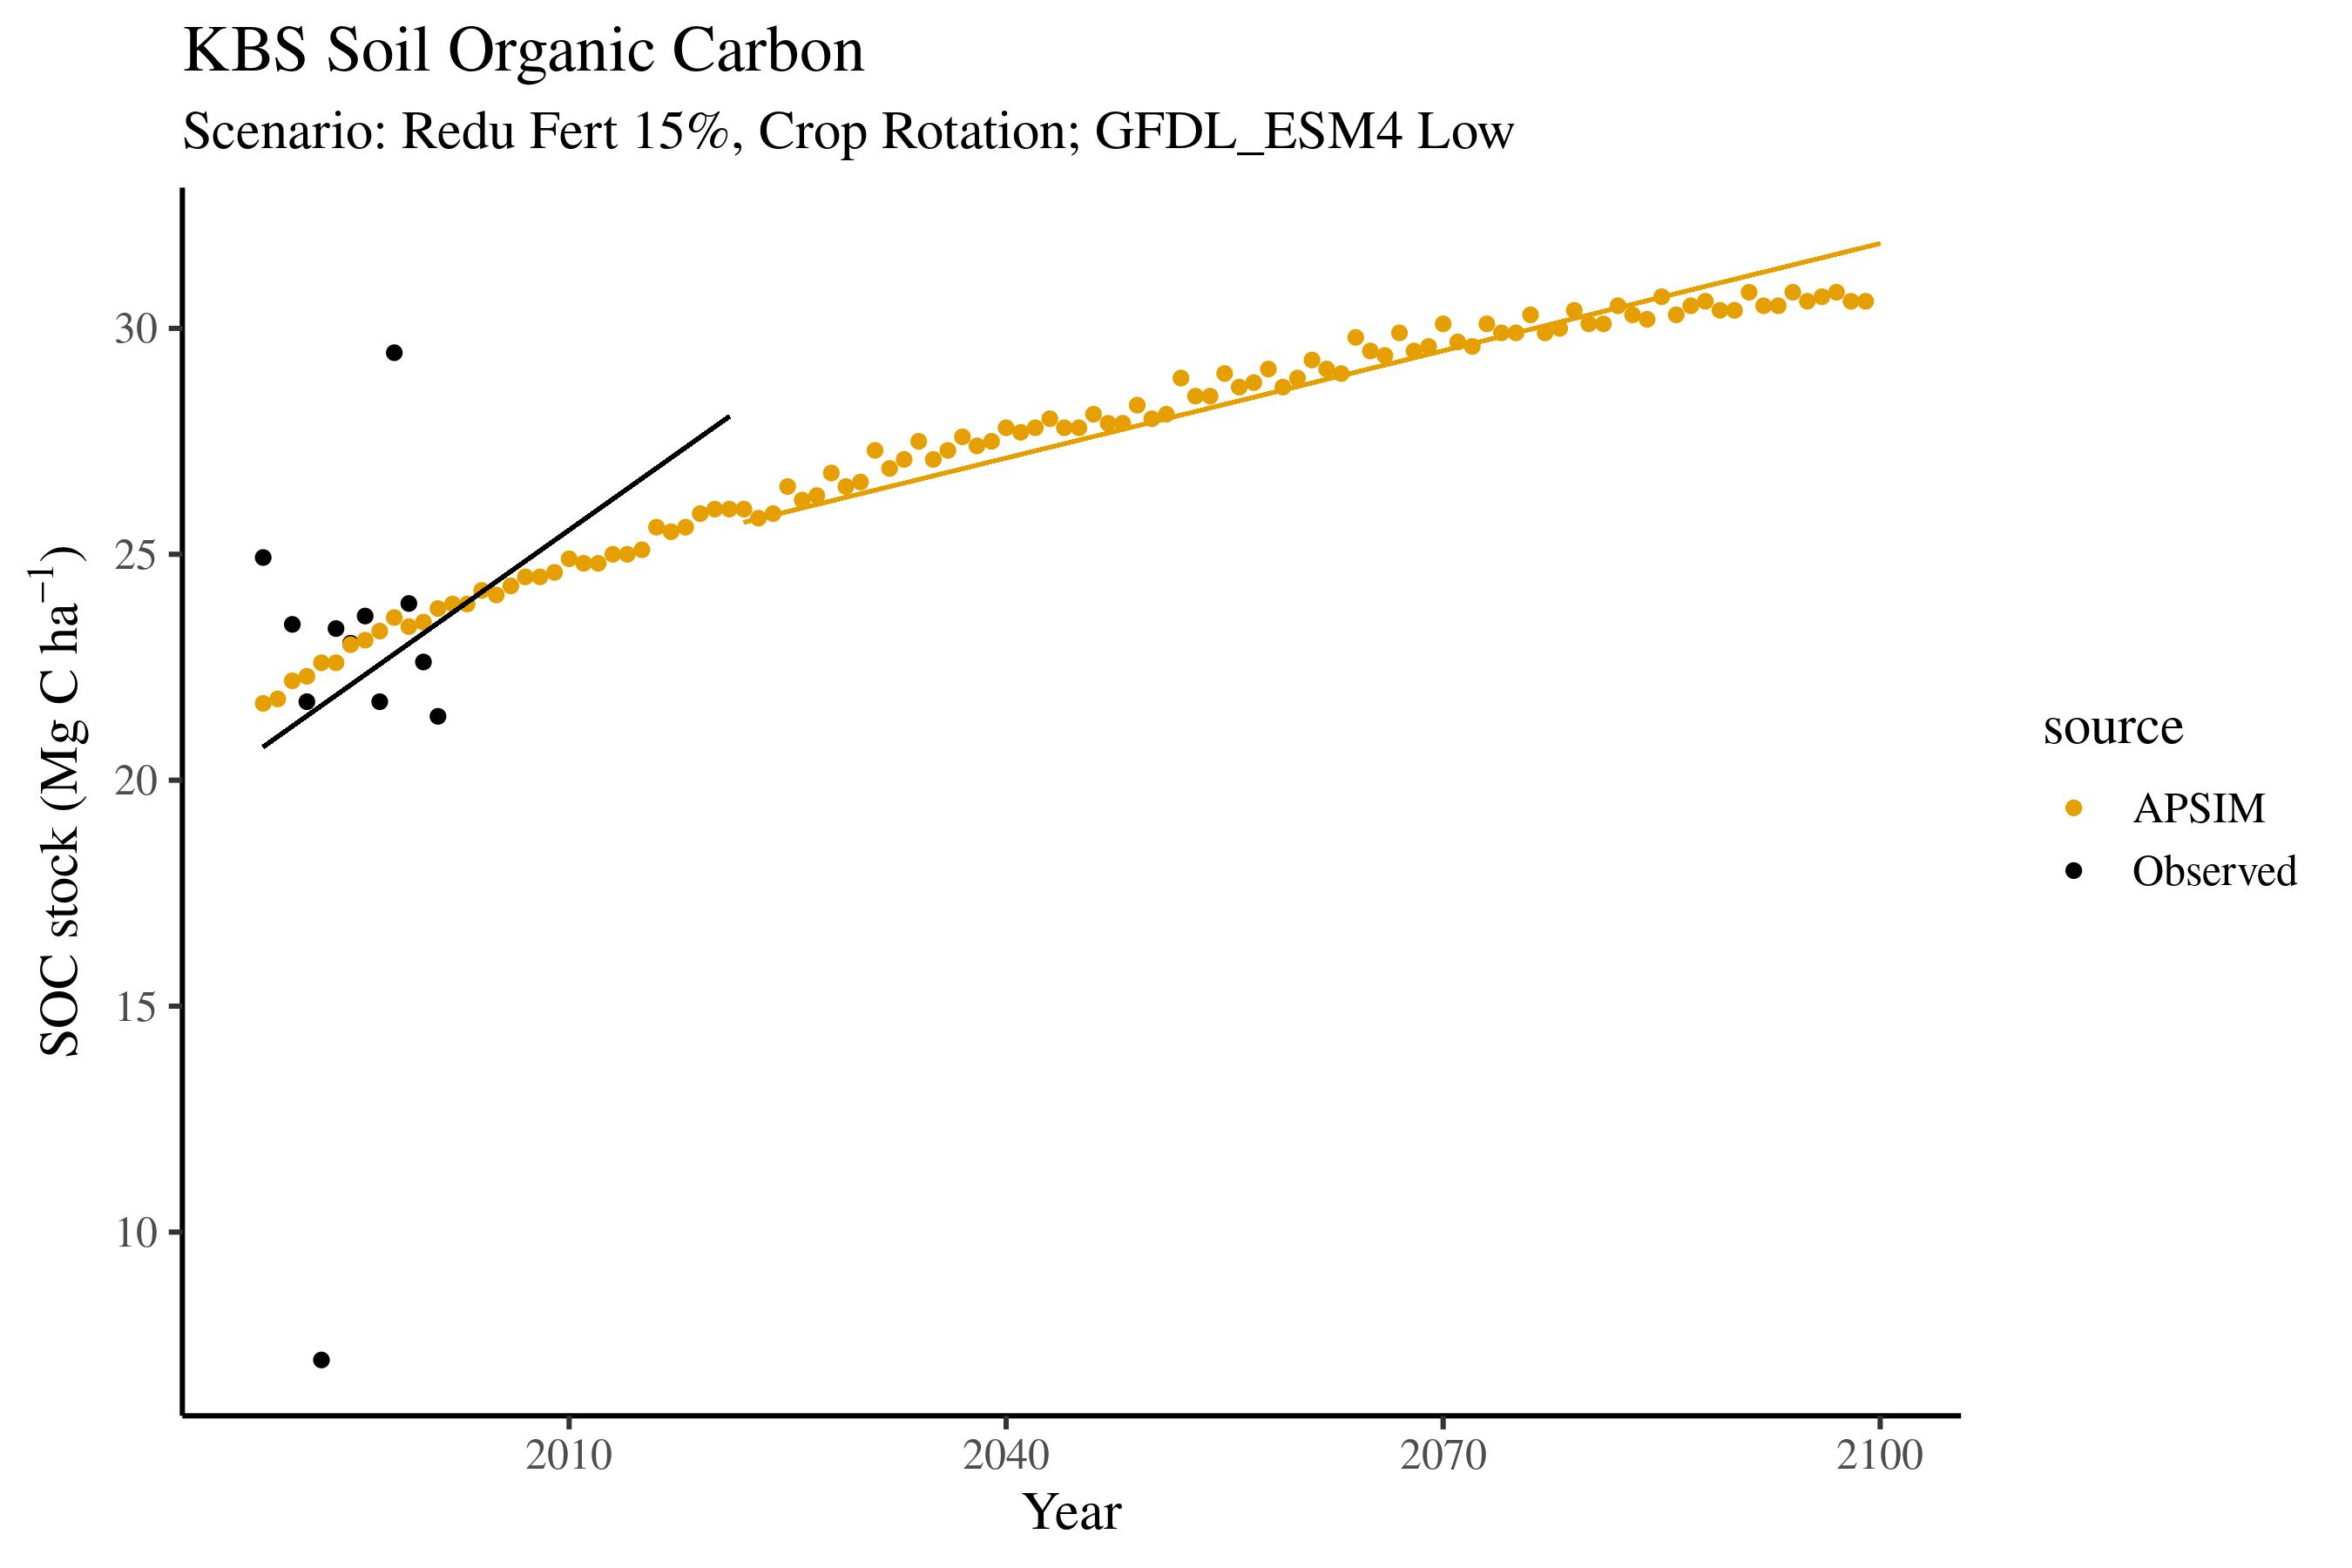 KBS Soil Organic Carbon
Scenario: Redu Fert 15%, Crop Rotation; GFDL_ESM4 Low
SOC stock (Mg C ha⁻¹)
30
25
20
15
10
2010
2040
2070
2100
Year
source
APSIM
Observed